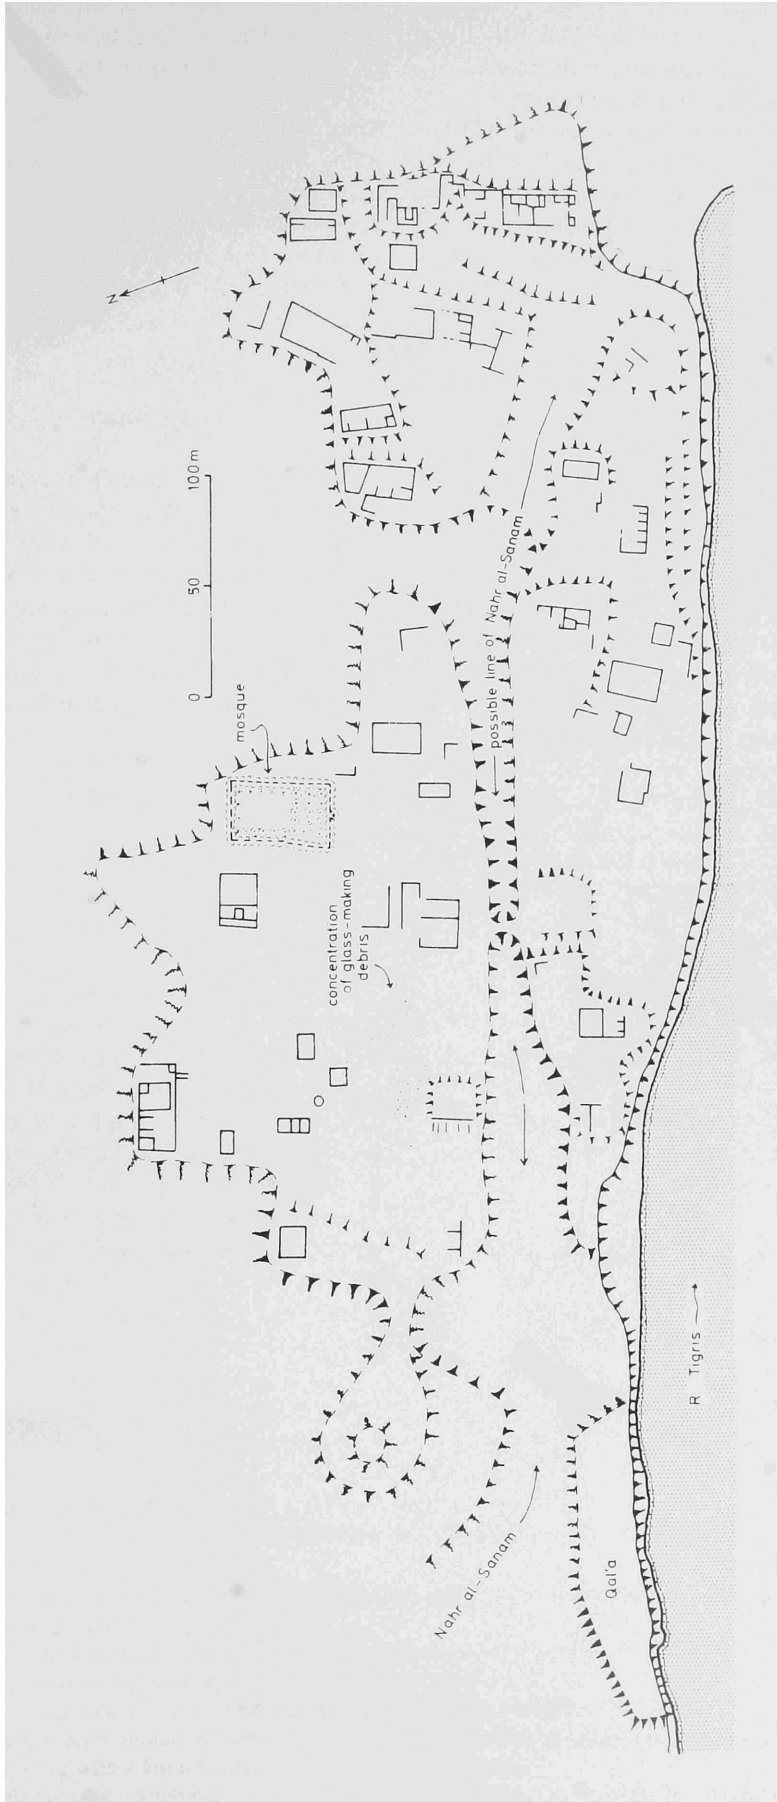 N
0
50
100m
mosque
concentration
of glass-making
debris
possible line of Nahr al-Sanam
Nahr al-Sanam
Qal'a
R Tigris